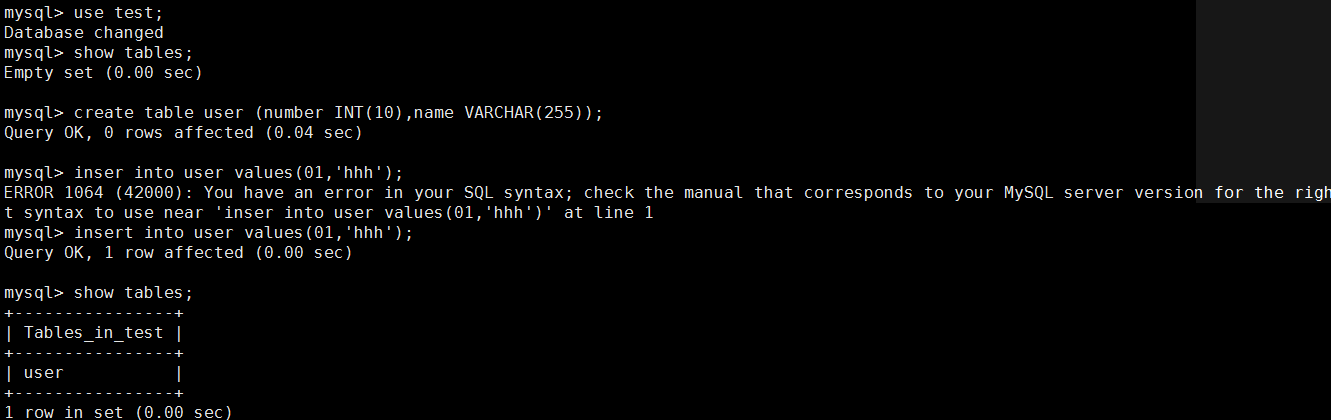 mysql> use test;
Database changed
mysql> show tables;
Empty set (0.00 sec)
mysql> create table user (number INT(10),name VARCHAR(255));
Query OK, 0 rows affected (0.04 sec)
mysql> inser into user values(01,'hhh');
ERROR 1064 (42000): You have an error in your SQL syntax; check the manual that corresponds to your MySQL server version for the righ
t syntax to use near 'inser into user values(01,'hhh')' at line 1
mysql> insert into user values(01,'hhh');
Query OK, 1 row affected (0.00 sec)
mysql> show tables;
+----------------+
| Tables_in_test |
+----------------+
| user           |
+----------------+
1 row in set (0.00 sec)